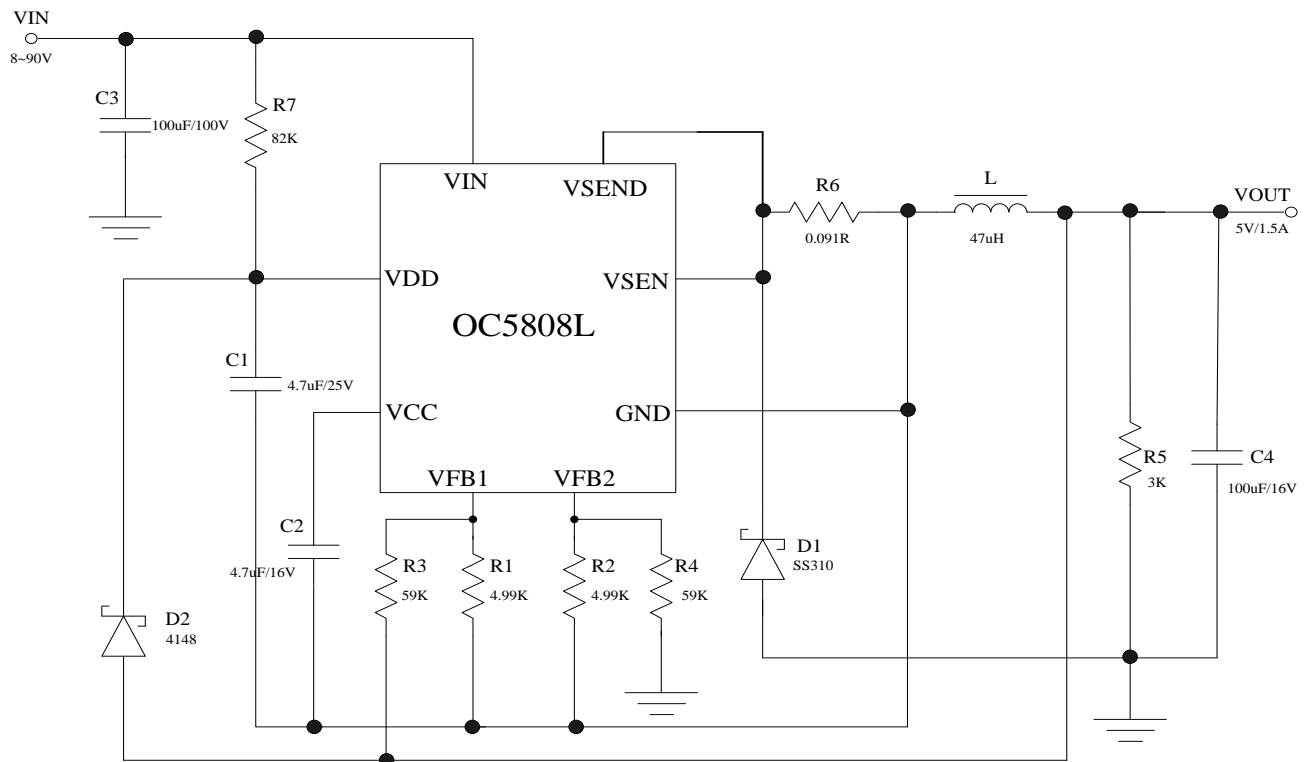 VIN
8~90V
C3
100uF/100V
R7
82K
VIN
VSEND
R6
0.091R
L
47uH
VOUT
5V/1.5A
VDD
VSEN
OC5808L
C1
4.7uF/25V
VCC
GND
R5
3K
C4
100uF/16V
VFB1
VFB2
C2
4.7uF/16V
R3
59K
R1
4.99K
R2
4.99K
R4
59K
D1
SS310
D2
4148